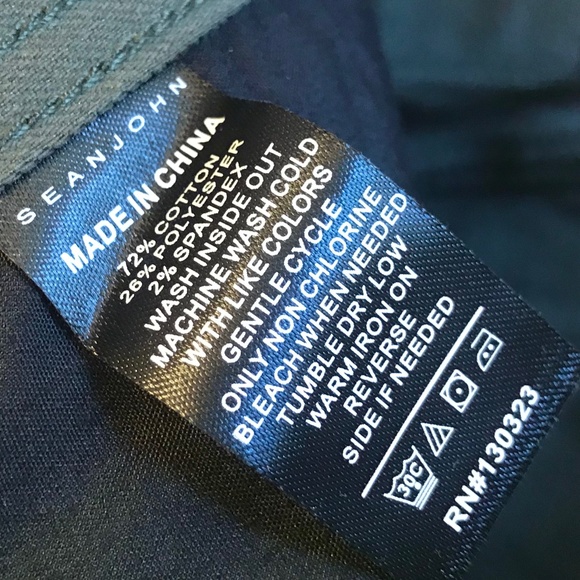 SEANJOHN
MADE IN CHINA
72% COTTON
26% POLYESTER
2% SPANDEX
WASH INSIDE OUT
MACHINE WASH COLD
WITH LIKE COLORS
GENTLE CYCLE
ONLY NON CHLORINE
BLEACH WHEN NEEDED
TUMBLE DRY LOW
WARM IRON ON
REVERSE
SIDE IF NEEDED
30C
RN#130323